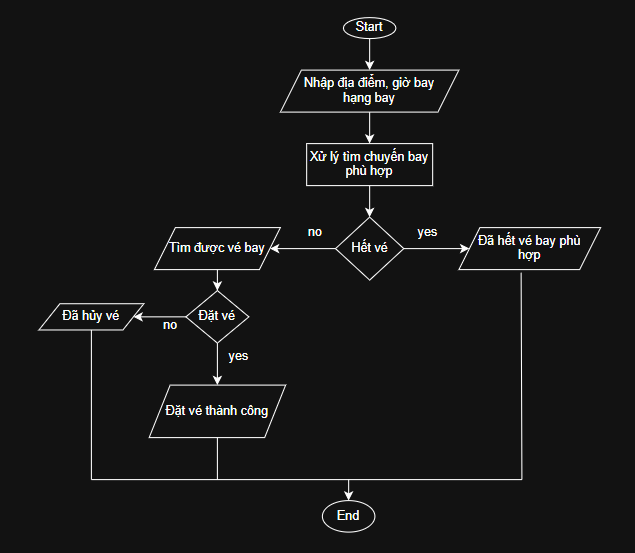 Start
Nhập địa điểm, giờ bay
hạng bay
Xử lý tìm chuyến bay
phù hợp
no
Hết vé
yes
Tìm được vé bay
Đã hết vé bay phù
hợp
Đã hủy vé
no
Đặt vé
yes
Đặt vé thành công
End